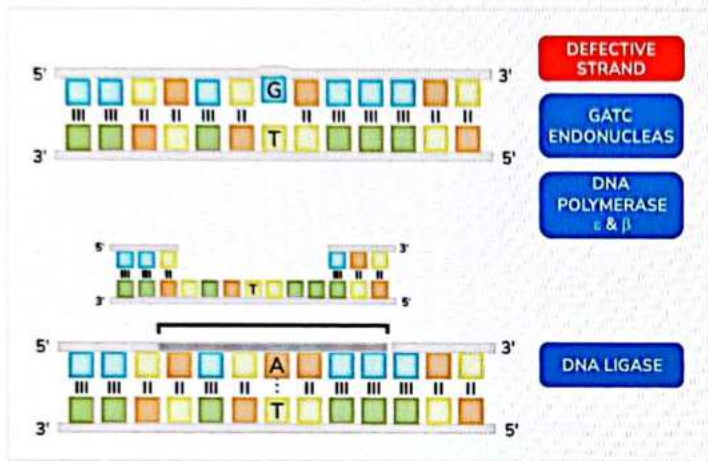 5' 3'
G
T
3' 5'
DEFECTIVE
STRAND
GATC
ENDONUCLEAS
DNA
POLYMERASE
ε & β
5' 3'
T
3' 5'
5' 3'
A
T
3' 5'
DNA LIGASE